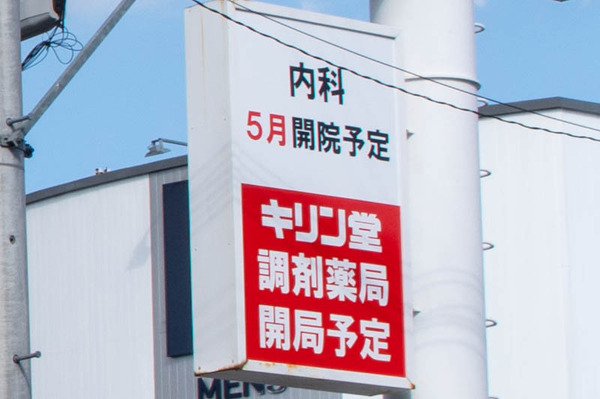 内科
5月開院予定
キリン堂
調剤薬局
開局予定
MEN'S